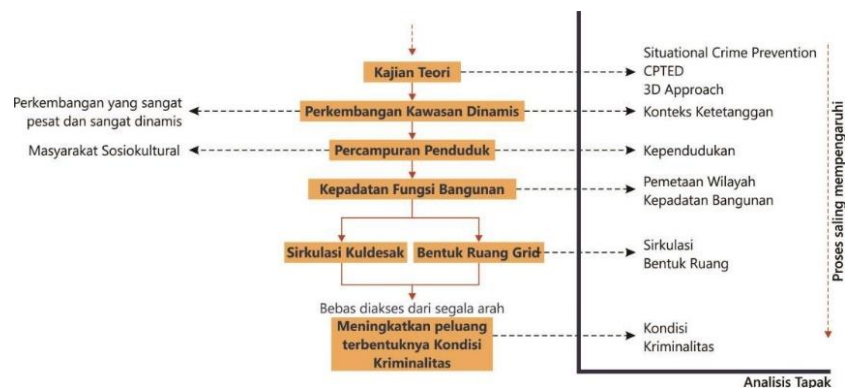 Kajian Teori
Situational Crime Prevention
CPTED
3D Approach
Perkembangan yang sangat
pesat dan sangat dinamis
Perkembangan Kawasan Dinamis
Konteks Ketetanggan
Masyarakat Sosiokultural
Percampuran Penduduk
Kependudukan
Kepadatan Fungsi Bangunan
Pemetaan Wilayah
Kepadatan Bangunan
Sirkulasi Kuldesak
Bentuk Ruang Grid
Sirkulasi
Bentuk Ruang
Bebas diakses dari segala arah
Meningkatkan peluang
terbentuknya Kondisi
Kriminalitas
Kondisi
Kriminalitas
Proses saling mempengaruhi
Analisis Tapak